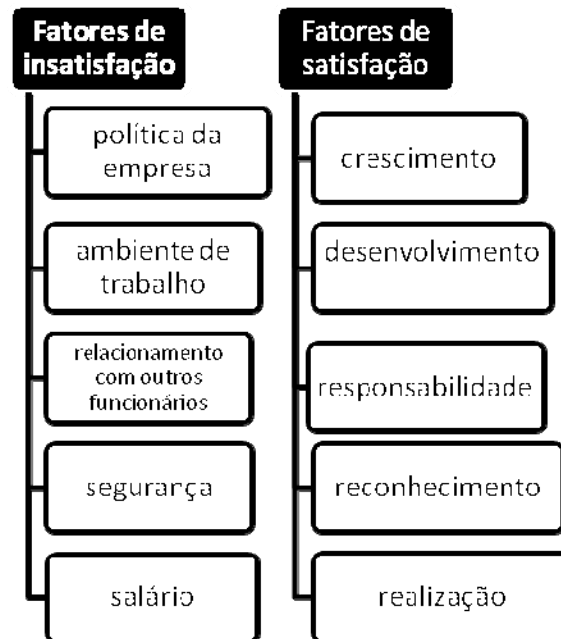 Fatores de
insatisfação
política da
empresa
ambiente de
trabalho
relacionamento
com outros
funcionários
segurança
salário
Fatores de
satisfação
crescimento
desenvolvimento
responsabilidade
reconhecimento
realização